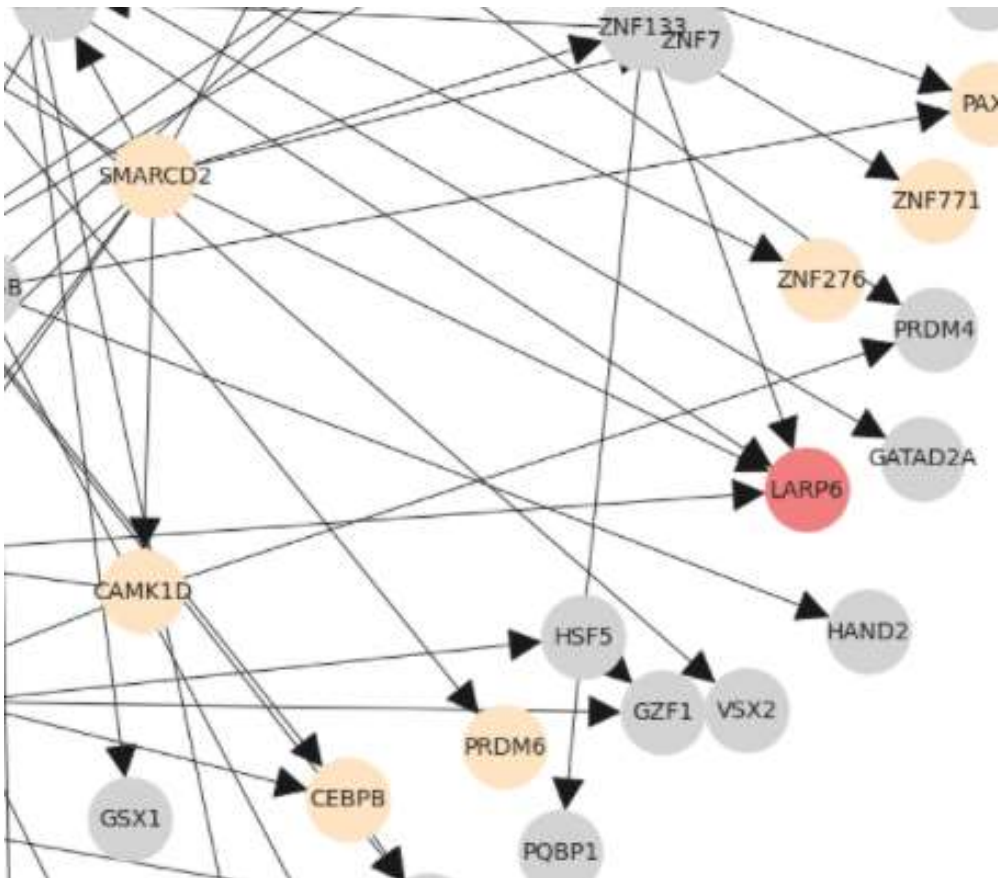 ZNF133
ZNF7
PAX
SMARCD2
ZNF771
ZNF276
B
PRDM4
GATAD2A
LARP6
CAMK1D
HSF5
HAND2
GZF1
VSX2
PRDM6
CEBPB
GSX1
PQBP1